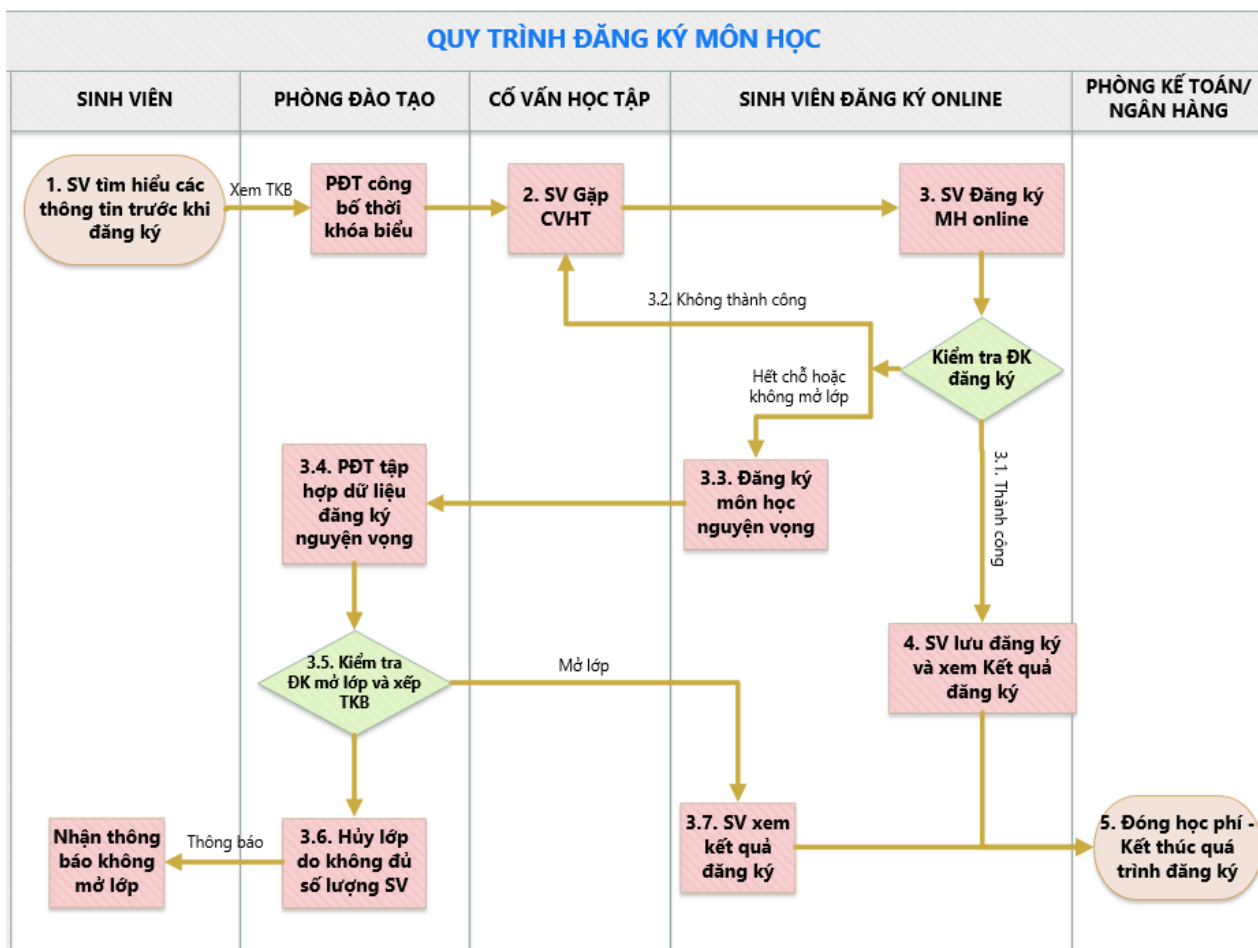 QUY TRÌNH ĐĂNG KÝ MÔN HỌC
SINH VIÊN
PHÒNG ĐÀO TẠO
CỐ VẤN HỌC TẬP
SINH VIÊN ĐĂNG KÝ ONLINE
PHÒNG KẾ TOÁN/
NGÂN HÀNG
1. SV tìm hiểu các
thông tin trước khi
đăng ký
Xem TKB
PĐT công
bố thời
khóa biểu
2. SV Gặp
CVHT
3. SV Đăng ký
MH online
3.2. Không thành công
Kiểm tra ĐK
đăng ký
Hết chỗ hoặc
không mở lớp
3.1. Thành công
3.3. Đăng ký
môn học
nguyện vọng
3.4. PĐT tập
hợp dữ liệu
đăng ký
nguyện vọng
3.5. Kiểm tra
ĐK mở lớp và xếp
TKB
Mở lớp
4. SV lưu đăng ký
và xem Kết quả
đăng ký
Nhận thông
báo không
mở lớp
Thông báo
3.6. Hủy lớp
do không đủ
số lượng SV
3.7. SV xem
kết quả
đăng ký
5. Đóng học phí -
Kết thúc quá
trình đăng ký